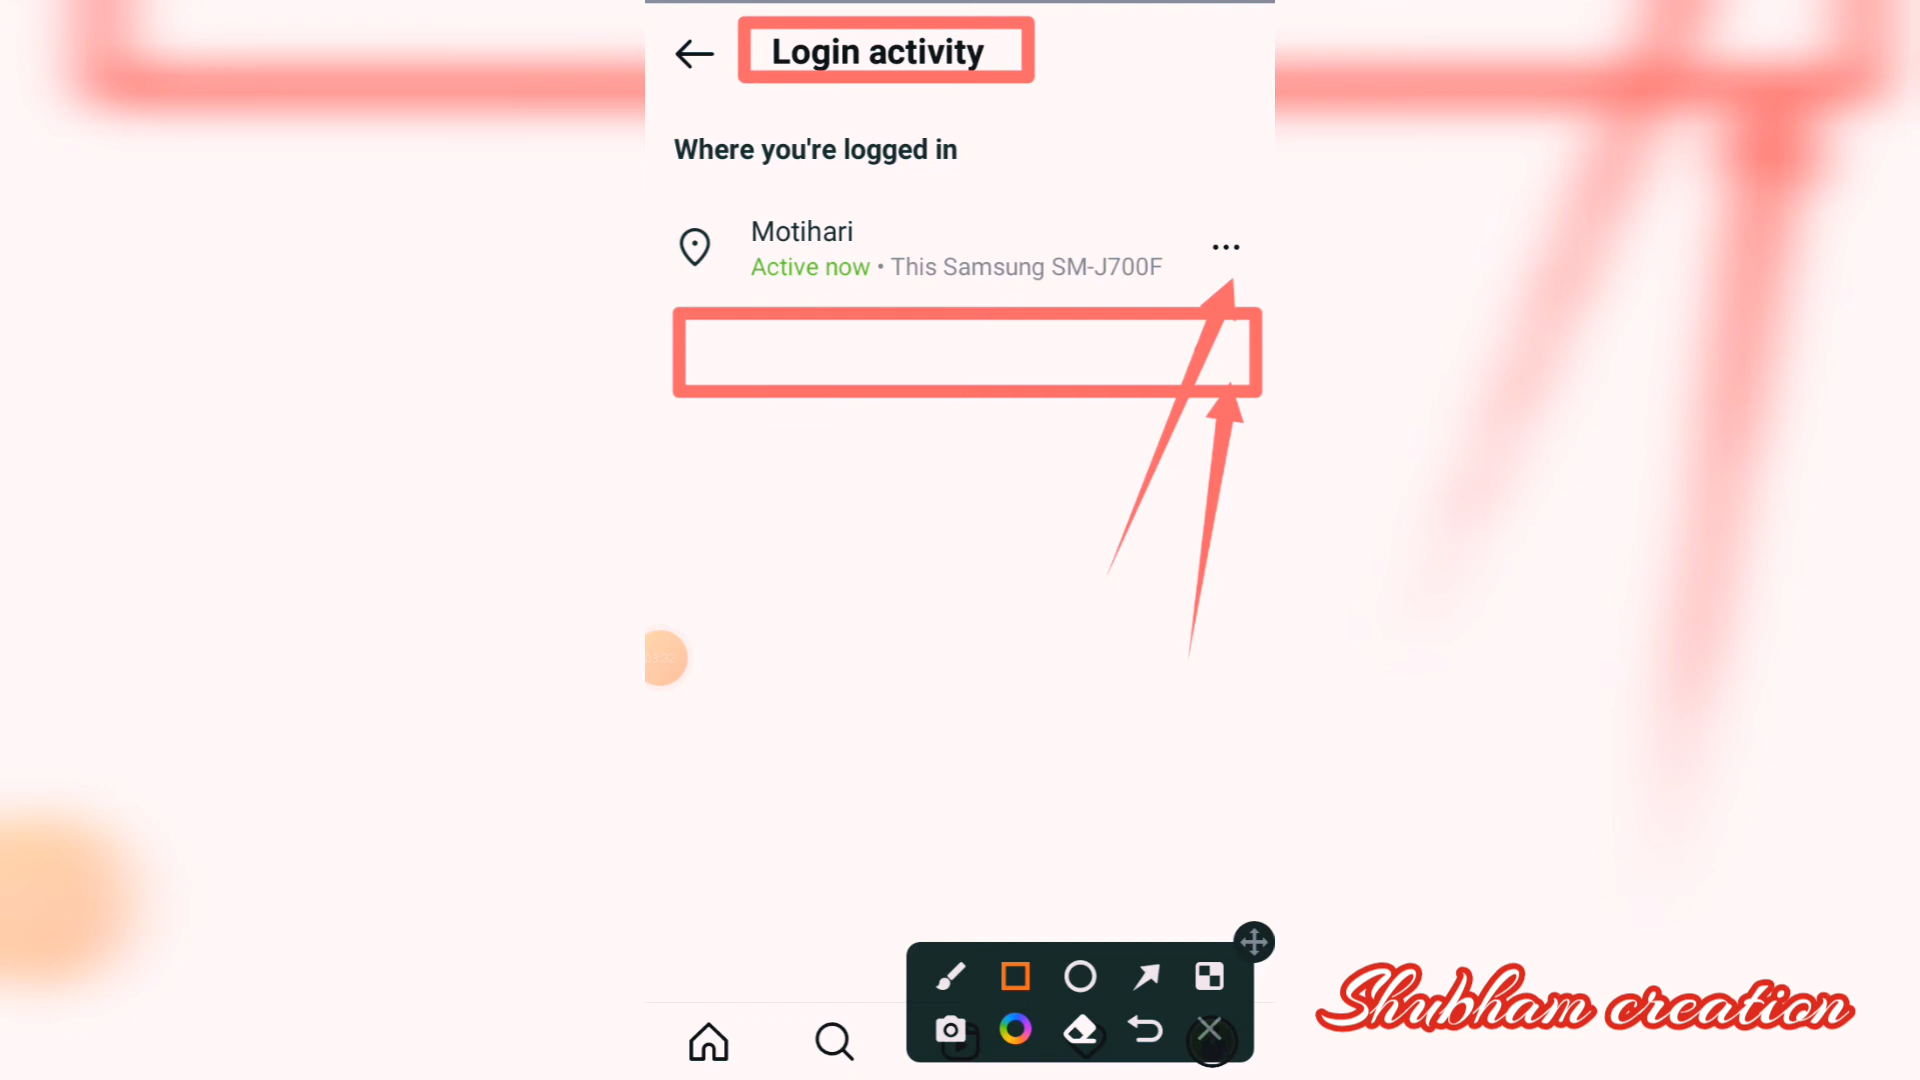 Login activity
Where you're logged in
Motihari
Active now • This Samsung SM-J700F
Shubham creation